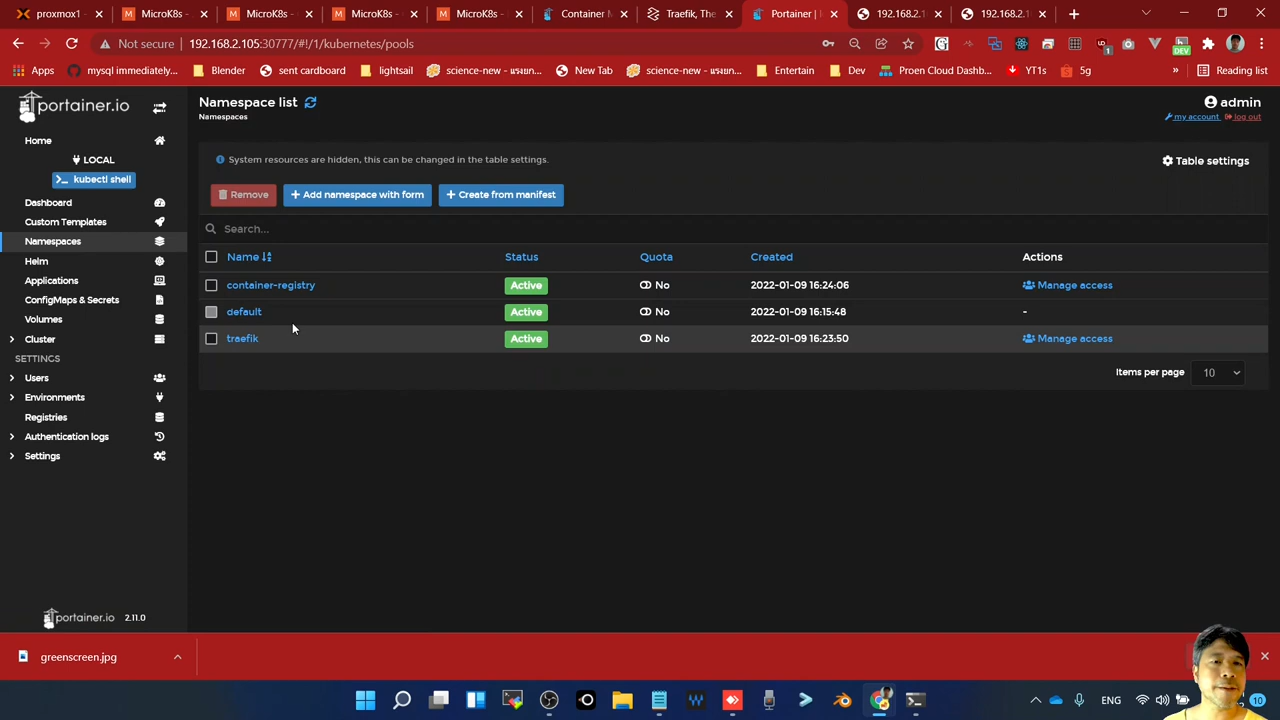 proxmox1 -
MicroK8s -
MicroK8s - C
MicroK8s -
MicroK8s -
Container M
Traefik, The
Portainer | l
192.168.2.10
192.168.2.10
Not secure
192.168.2.105:30777/#!/1/kubernetes/pools
Apps
mysql immediately...
Blender
sent cardboard
lightsail
New Tab
Entertain
Dev
Proen Cloud Dashb...
YT1s
5g
»
Reading list
portainer.io
Namespace list
Namespaces
admin
my account
log out
Home
LOCAL
kubectl shell
Dashboard
Custom Templates
Namespaces
Helm
Applications
ConfigMaps & Secrets
Volumes
Cluster
SETTINGS
Users
Environments
Registries
Authentication logs
Settings
System resources are hidden, this can be changed in the table settings.
Table settings
Remove
+ Add namespace with form
+ Create from manifest
Search...
Name Status Quota Created Actions
container-registry Active No 2022-01-09 16:24:06 Manage access
default Active No 2022-01-09 16:15:48 -
traefik Active No 2022-01-09 16:23:50 Manage access
Items per page 10
portainer.io 2.11.0
greenscreen.jpg
ENG